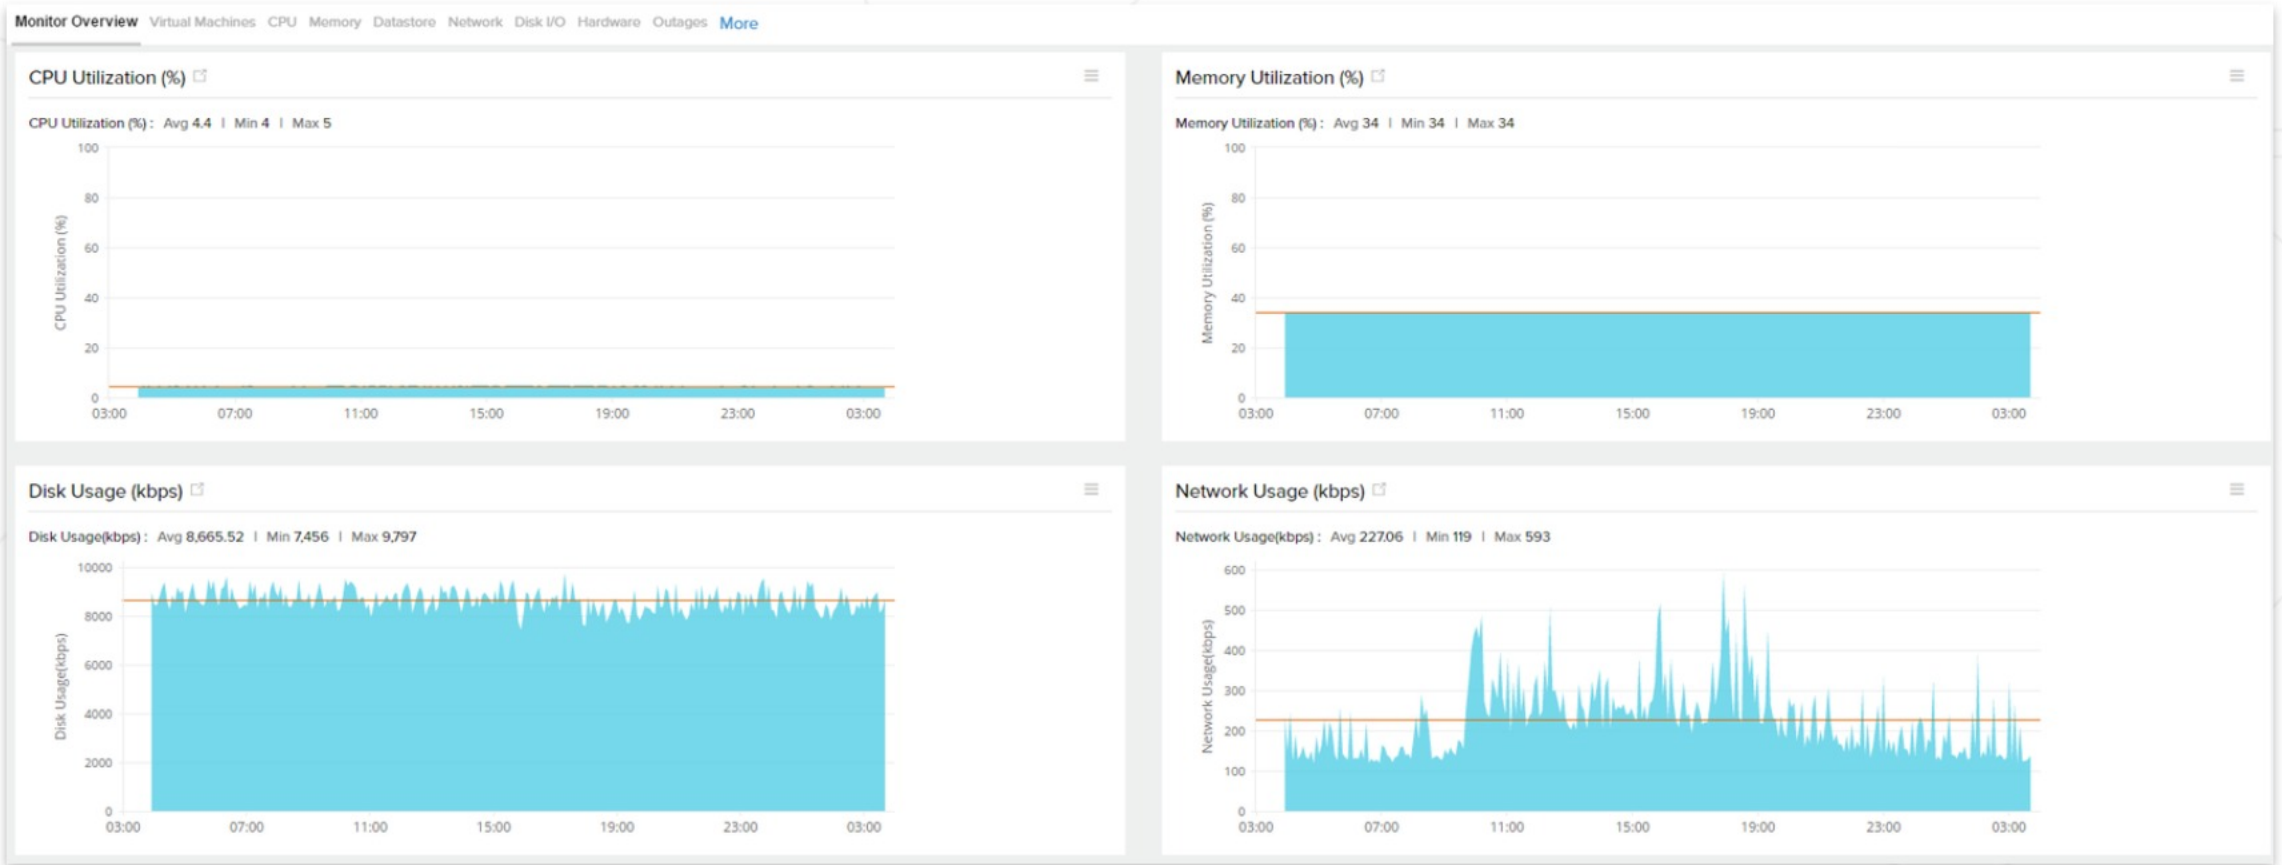 Monitor Overview Virtual Machines CPU Memory Datastore Network Disk I/O Hardware Outages More
CPU Utilization (%)
CPU Utilization (%) : Avg 4.4 | Min 4 | Max 5
CPU Utilization (%)
100
80
60
40
20
0
03:00 07:00 11:00 15:00 19:00 23:00 03:00
Memory Utilization (%)
Memory Utilization (%) : Avg 34 | Min 34 | Max 34
Memory Utilization (%)
100
80
60
40
20
0
03:00 07:00 11:00 15:00 19:00 23:00 03:00
Disk Usage (kbps)
Disk Usage(kbps) : Avg 8,665.52 | Min 7,456 | Max 9,797
Disk Usage(kbps)
10000
8000
6000
4000
2000
0
03:00 07:00 11:00 15:00 19:00 23:00 03:00
Network Usage (kbps)
Network Usage(kbps) : Avg 227.06 | Min 119 | Max 593
Network Usage(kbps)
600
500
400
300
200
100
0
03:00 07:00 11:00 15:00 19:00 23:00 03:00